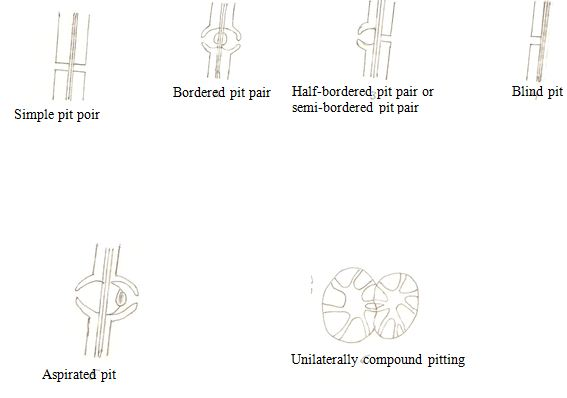 Simple pit poir
Bordered pit pair
Half-bordered pit pair or
semi-bordered pit pair
Blind pit
Aspirated pit
Unilaterally compound pitting